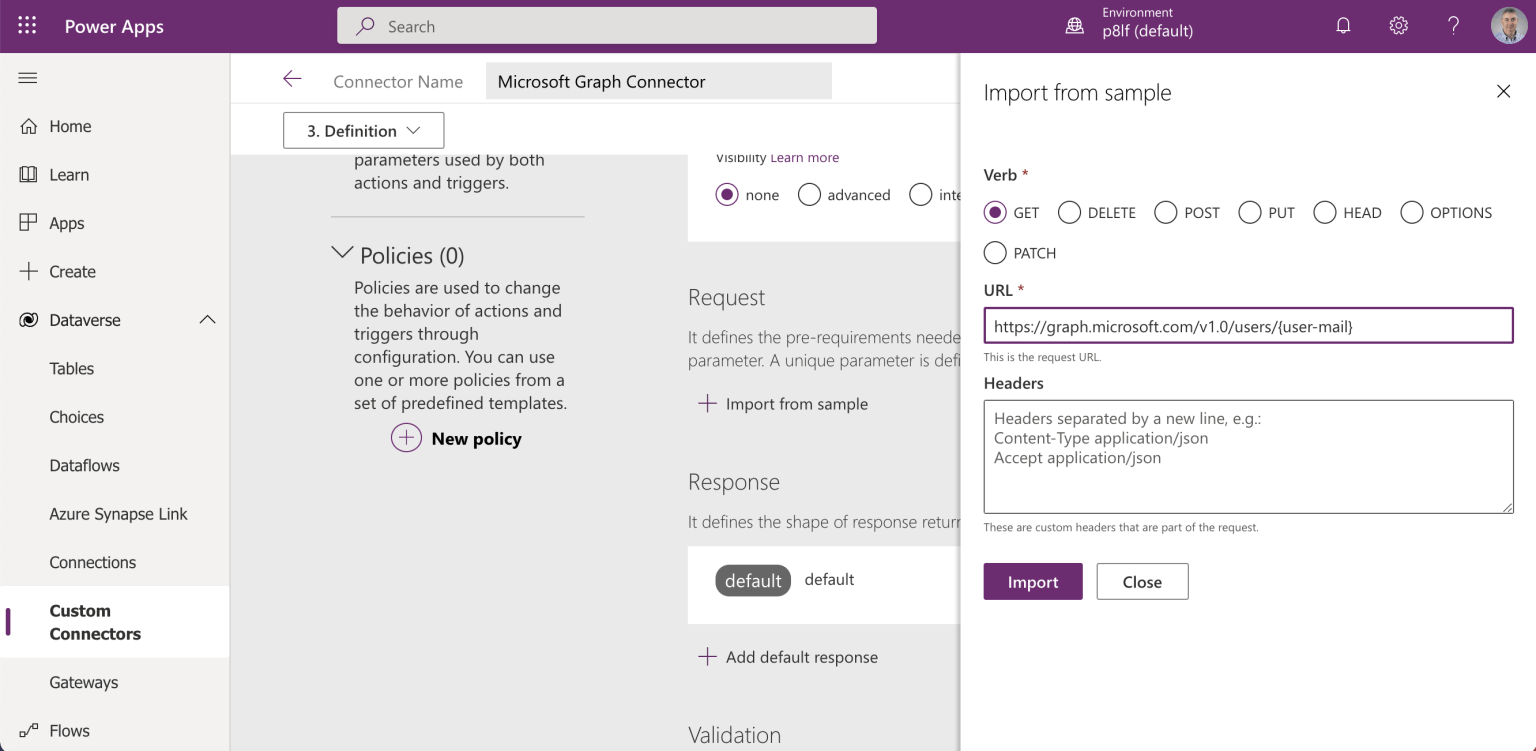 Power Apps
Search
Environment
p8lf (default)
Home
Learn
Apps
Create
Dataverse
Tables
Choices
Dataflows
Azure Synapse Link
Connections
Custom
Connectors
Gateways
Flows
Connector Name
Microsoft Graph Connector
3. Definition
parameters used by both
actions and triggers.
Policies (0)
Policies are used to change
the behavior of actions and
triggers through
configuration. You can use
one or more policies from a
set of predefined templates.
New policy
Visibility Learn more
none advanced inte
Request
It defines the pre-requirements neede
parameter. A unique parameter is defi
Import from sample
Response
It defines the shape of response return
default default
Add default response
Validation
Import from sample
Verb *
GET DELETE POST PUT HEAD OPTIONS
PATCH
URL *
https://graph.microsoft.com/v1.0/users/{user-mail}
This is the request URL.
Headers
Headers separated by a new line, e.g.:
Content-Type application/json
Accept application/json
These are custom headers that are part of the request.
Import Close